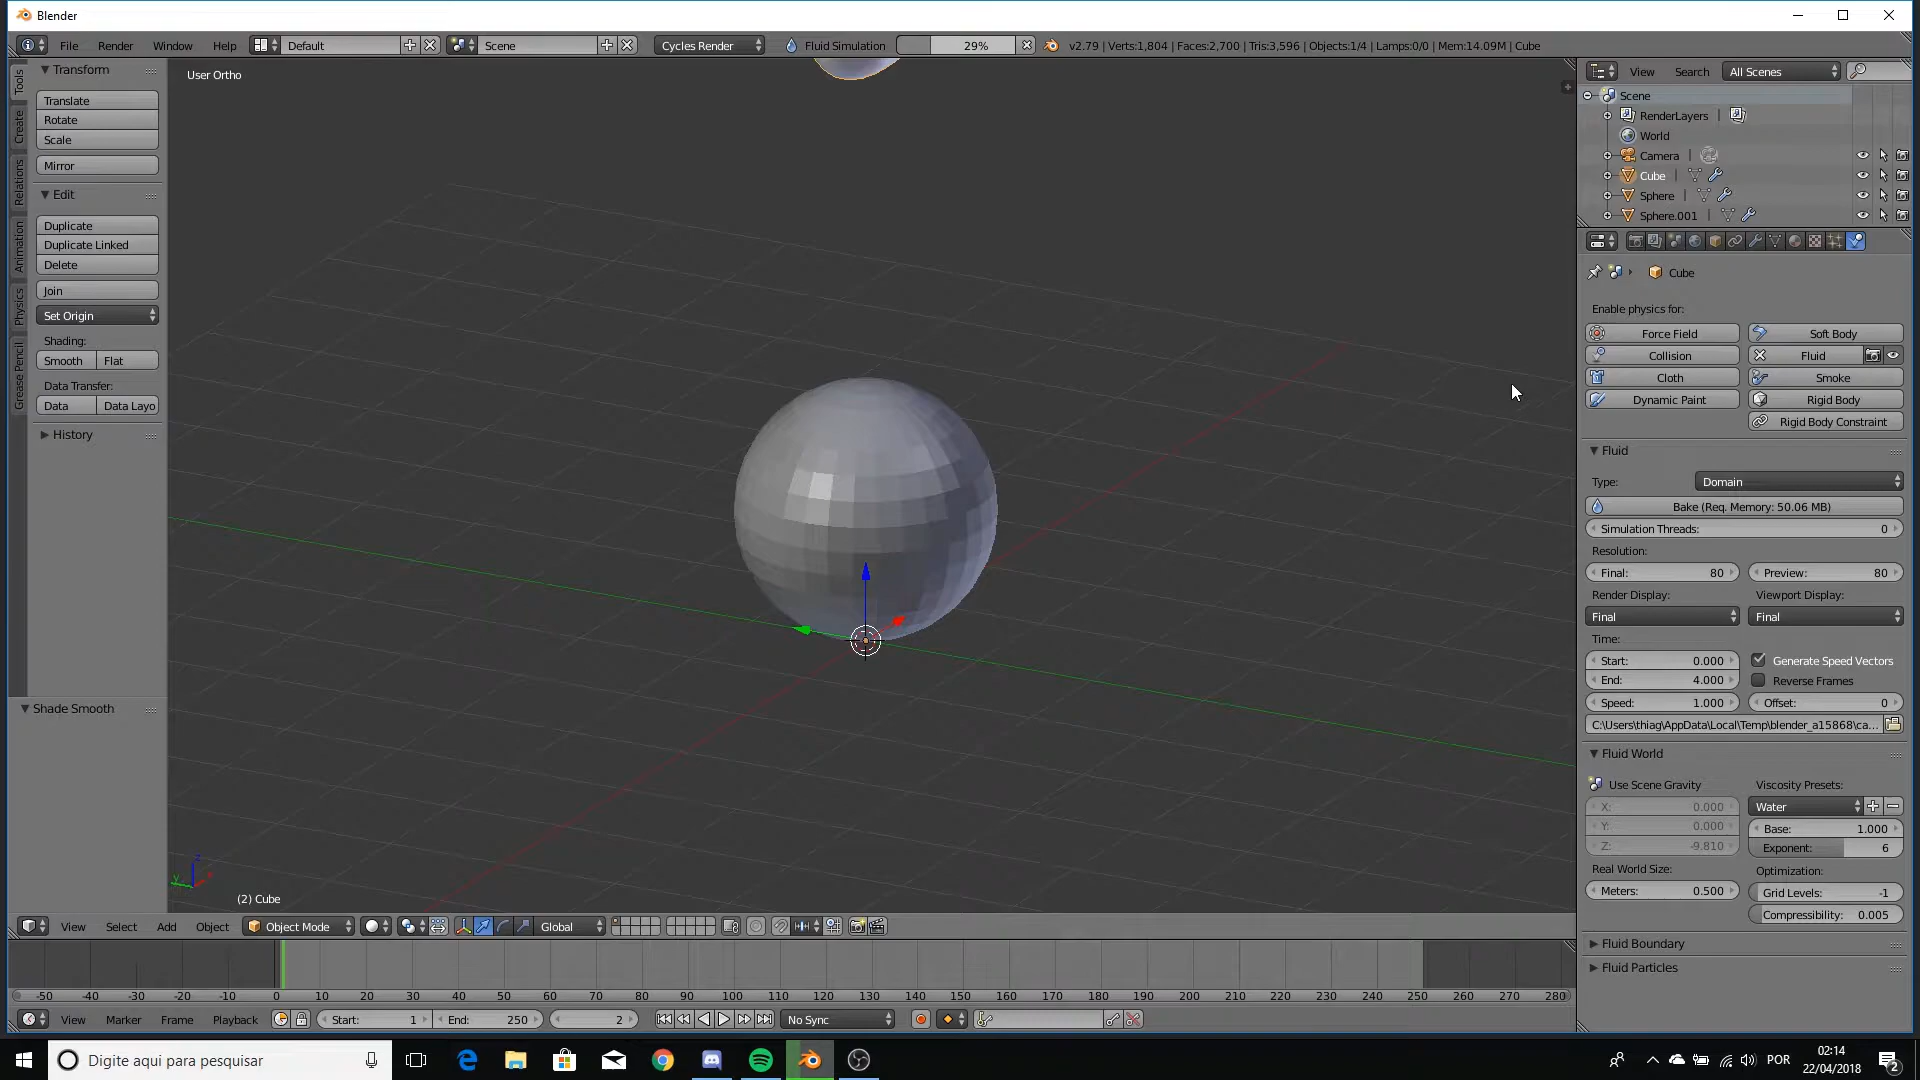 Blender
File Render Window Help Default Scene Cycles Render Fluid Simulation 29% v2.79 | Verts:1,804 | Faces:2,700 | Tris:3,596 | Objects:1/4 | Lamps:0/0 | Mem:14.09M | Cube
Tools
Create
Relations
Animation
Physics
Grease Pencil
Transform
Translate
Rotate
Scale
Mirror
Edit
Duplicate
Duplicate Linked
Delete
Join
Set Origin
Shading:
Smooth Flat
Data Transfer:
Data Data Layo
History
Shade Smooth
User Ortho
(2) Cube
z
y
View Search All Scenes
Scene
RenderLayers
World
Camera
Cube
Sphere
Sphere.001
Cube
Enable physics for:
Force Field Soft Body
Collision Fluid
Cloth Smoke
Dynamic Paint Rigid Body
Rigid Body Constraint
Fluid
Type: Domain
Bake (Req. Memory: 50.06 MB)
Simulation Threads: 0
Resolution:
Final: 80 Preview: 80
Render Display: Viewport Display:
Final Final
Time:
Start: 0.000 Generate Speed Vectors
End: 4.000 Reverse Frames
Speed: 1.000 Offset: 0
C:\Users\thiag\AppData\Local\Temp\blender_a15868\ca...
Fluid World
Use Scene Gravity Viscosity Presets:
X: 0.000 Water
Y: 0.000 Base: 1.000
Z: -9.810 Exponent: 6
Real World Size: Optimization:
Meters: 0.500 Grid Levels: -1
Compressibility: 0.005
Fluid Boundary
Fluid Particles
View Select Add Object Object Mode Global
-50 -40 -30 -20 -10 0 10 20 30 40 50 60 70 80 90 100 110 120 130 140 150 160 170 180 190 200 210 220 230 240 250 260 270 280
View Marker Frame Playback Start: 1 End: 250 2 No Sync
Digite aqui para pesquisar
POR
02:14
22/04/2018
2